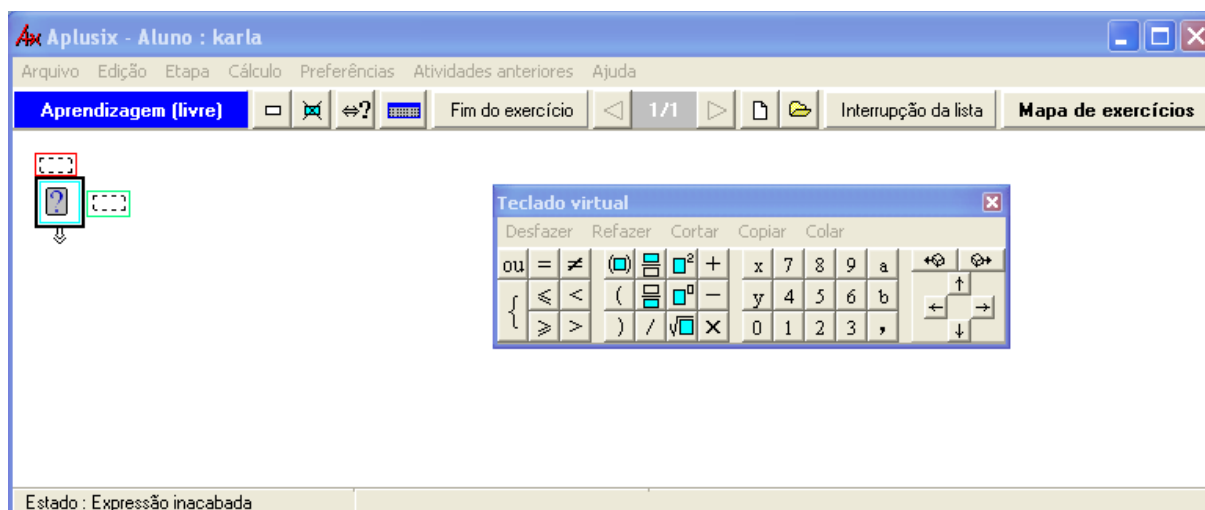 Aplusix - Aluno : karla
Arquivo Edição Etapa Cálculo Preferências Atividades anteriores Ajuda
Aprendizagem (livre) ⇔? Fim do exercício 1/1 Interrupção da lista Mapa de exercícios
?
Teclado virtual
Desfazer Refazer Cortar Copiar Colar
ou = ≠ (□) □² + x 7 8 9 a
{ ⩽ < ( □ − y 4 5 6 b
⩾ > ) / √□ × 0 1 2 3 ,
Estado : Expressão inacabada